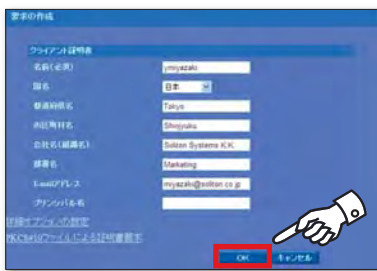 要求の作成
クライアント証明書
名前(必須) ymiyazaki
国名 日本
都道府県名 Tokyo
市区町村名 Shinjyuku
会社名(組織名) Soliton Systems K.K.
部署名 Marketing
Emailアドレス miyazaki@soliton.co.jp
プリンシパル名
詳細オプションの設定
PKCS#10ファイルによる証明書要求
OK キャンセル